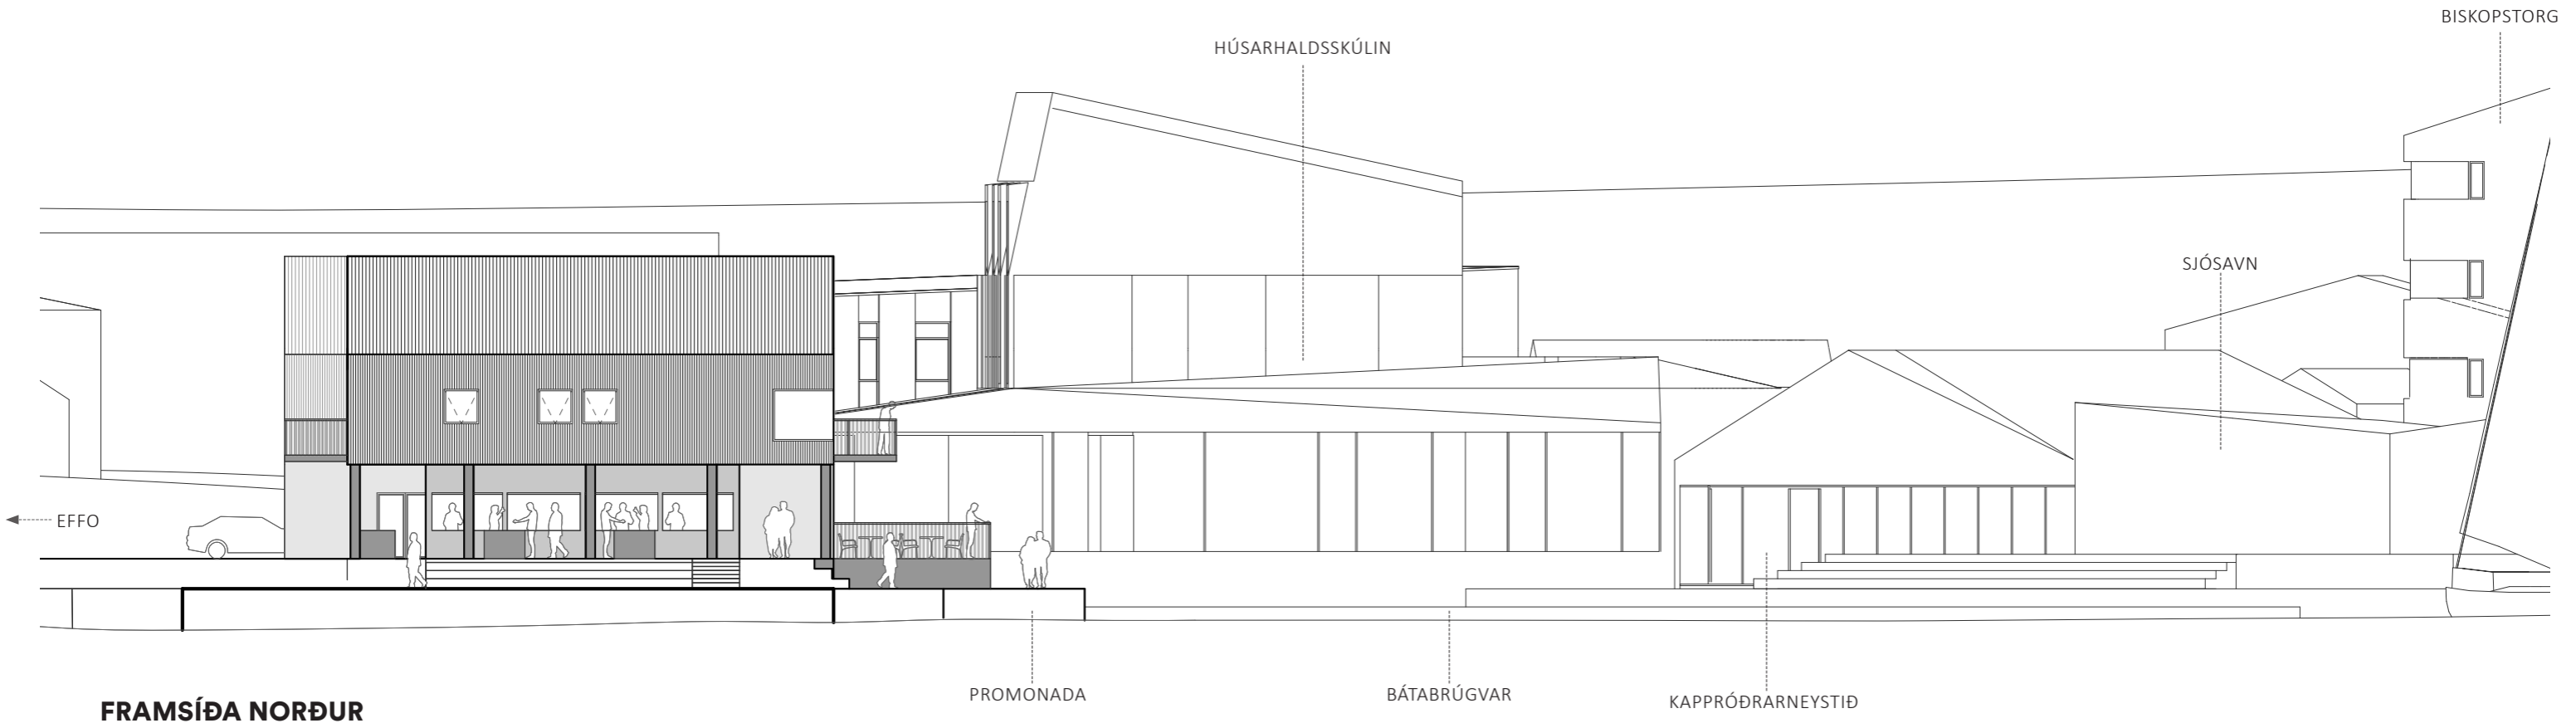 BISKOPSTORG
HÚSARHALDSSKÚLIN
SJÓSAVN
EFFO
PROMONADA
BÁTABRÚGVAR
KAPPRÓÐRARNEYSTIÐ
FRAMSÍÐA NORÐUR